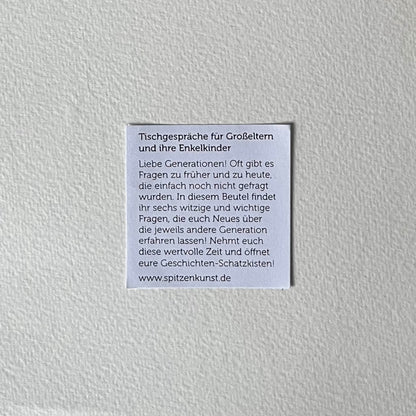 Tischgespräche für Großeltern
und ihre Enkelkinder
Liebe Generationen! Oft gibt es
Fragen zu früher und zu heute,
die einfach noch nicht gefragt
wurden. In diesem Beutel findet
ihr sechs witzige und wichtige
Fragen, die euch Neues über
die jeweils andere Generation
erfahren lassen! Nehmt euch
diese wertvolle Zeit und öffnet
eure Geschichten-Schatzkisten!
www.spitzenkunst.de